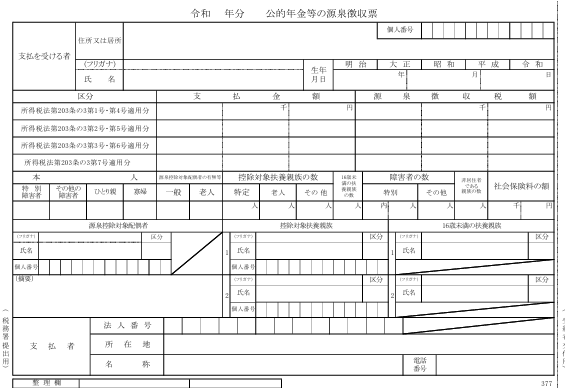 令和 年分 公的年金等の源泉徴収票
個人番号
支払を受ける者
住所又は居所
(フリガナ)
氏 名
生年月日
明 治 大 正 昭 和 平 成 令 和
年 月 日
区分 支 払 金 額 源 泉 徴 収 税 額
所得税法第203条の3第1号・第4号適用分 千 円 千 円
所得税法第203条の3第2号・第5号適用分
所得税法第203条の3第3号・第6号適用分
所得税法第203条の3第7号適用分
本 人 源泉控除対象配偶者の有無等 控除対象扶養親族の数 16歳未満の扶養親族の数 障害者の数 非居住者である親族の数 社会保険料の額
特 別 障害者 その他の障害者 ひとり親 寡婦 一般 老人 特定 老人 その他 特別 その他
人 人 人 人 内 人 人 人 千 円
源泉控除対象配偶者 控除対象扶養親族 16歳未満の扶養親族
(フリガナ) 区分 1 (フリガナ) 区分 1 (フリガナ) 区分
氏名 氏名 氏名
個人番号 個人番号
(摘要) 2 (フリガナ) 区分 2 (フリガナ) 区分
氏名 氏名
個人番号
支 払 者
法 人 番 号
所 在 地
名 称
電話番号
(税務署提出用)
整 理 欄
377